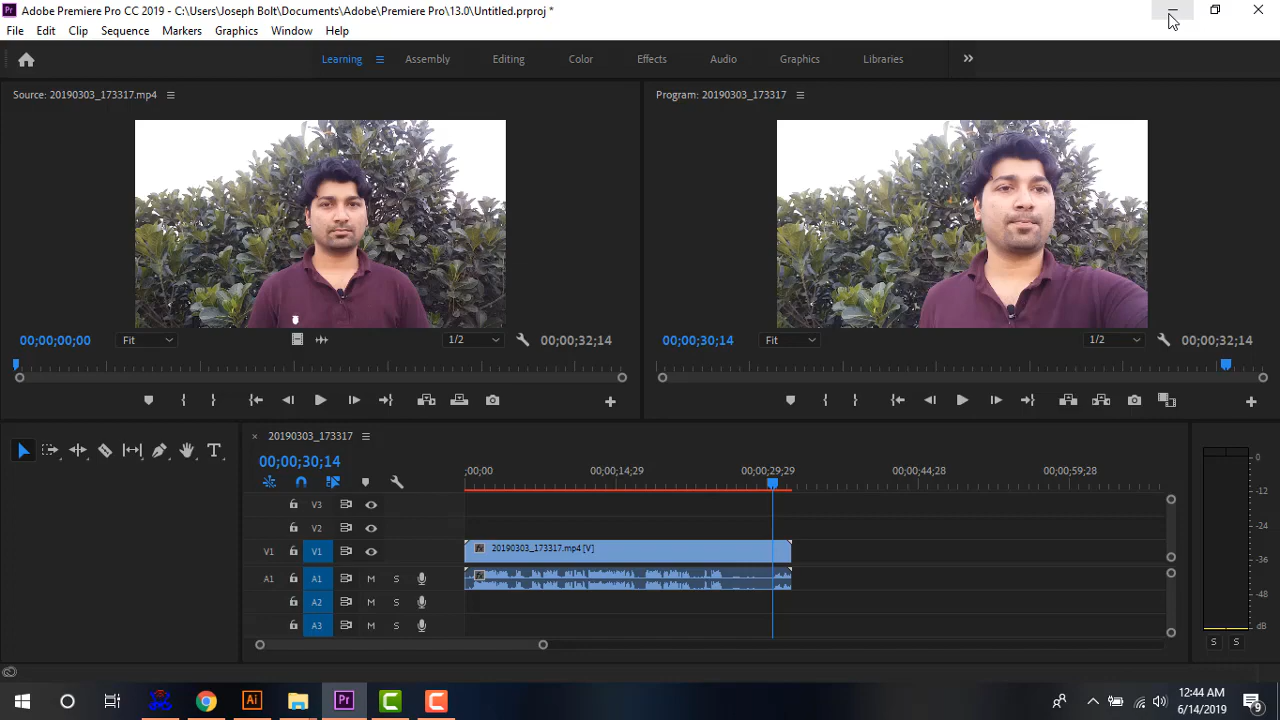 Pr Adobe Premiere Pro CC 2019 - C:\Users\Joseph Bolt\Documents\Adobe\Premiere Pro\13.0\Untitled.prproj *
File Edit Clip Sequence Markers Graphics Window Help
Learning Assembly Editing Color Effects Audio Graphics Libraries
Source: 20190303_173317.mp4
Program: 20190303_173317
00;00;00;00 Fit 1/2 00;00;32;14
00;00;30;14 Fit 1/2 00;00;32;14
20190303_173317
00;00;30;14
;00;00 00;00;14;29 00;00;29;29 00;00;44;28 00;00;59;28
V3
V2
V1 V1 20190303_173317.mp4 [V]
A1 A1 M S
A2 M S
A3 M S
0
-12
-24
-36
-48
dB
S S
T
Ai Pr C C
12:44 AM
6/14/2019
9